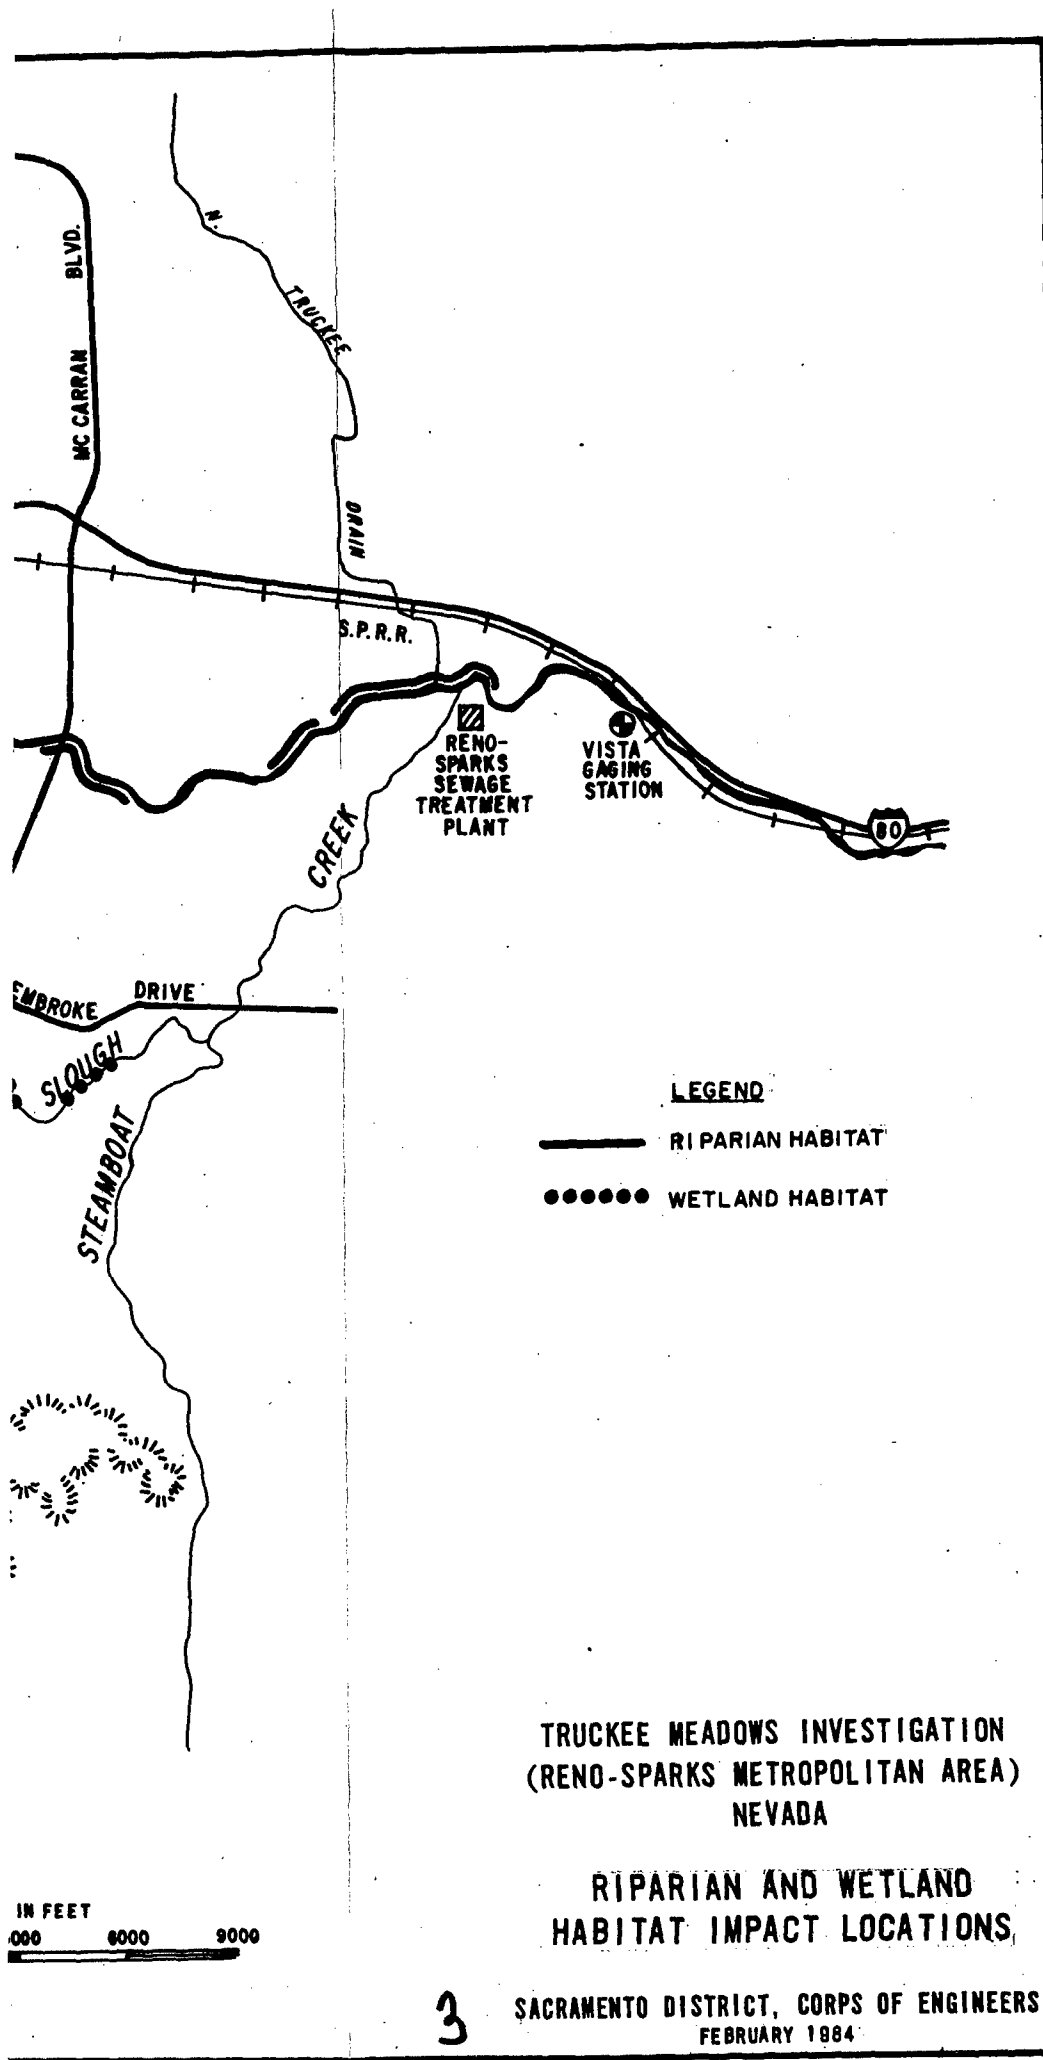 N.
TRUCKEE
DRAIN
MC CARRAN BLVD.
S.P.R.R.
RENO-
SPARKS
SEWAGE
TREATMENT
PLANT
VISTA
GAGING
STATION
80
CREEK
EMBROKE DRIVE
SLOUGH
STEAMBOAT
LEGEND
RIPARIAN HABITAT
WETLAND HABITAT
TRUCKEE MEADOWS INVESTIGATION
(RENO-SPARKS METROPOLITAN AREA)
NEVADA
RIPARIAN AND WETLAND
HABITAT IMPACT LOCATIONS
IN FEET
000 6000 9000
3
SACRAMENTO DISTRICT, CORPS OF ENGINEERS
FEBRUARY 1984